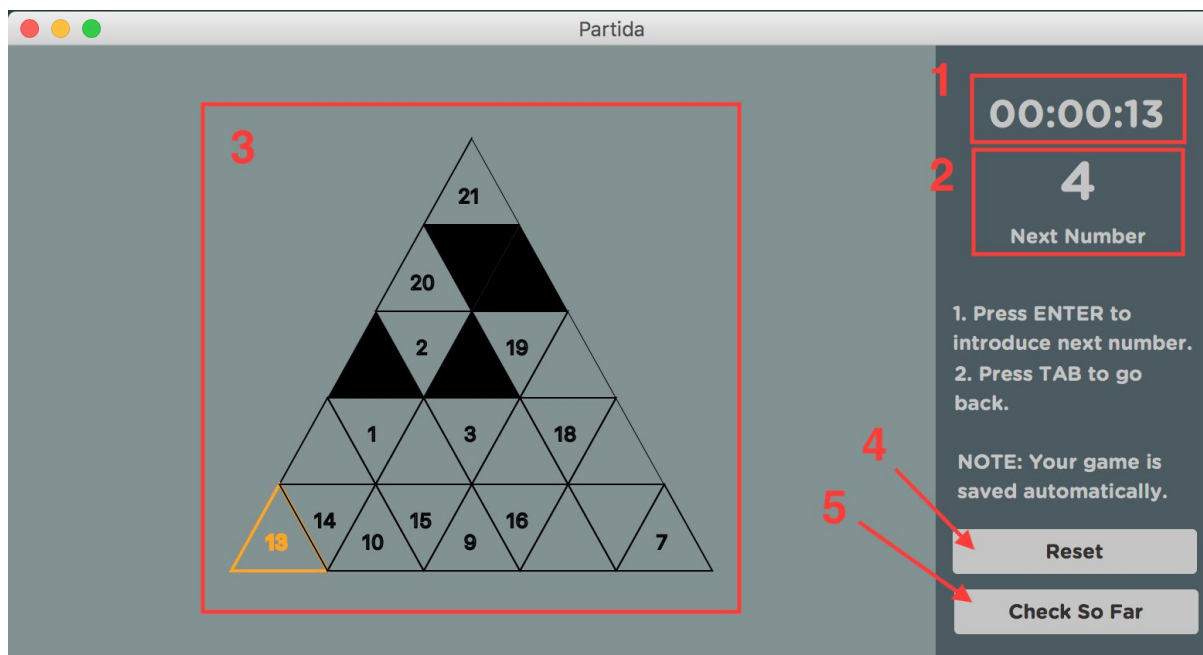 Partida
1
00:00:13
3
2
4
Next Number
21
20
2
19
1. Press ENTER to
introduce next number.
2. Press TAB to go
back.
1
3
18
4
NOTE: Your game is
saved automatically.
5
13
14
10
15
9
16
7
Reset
Check So Far